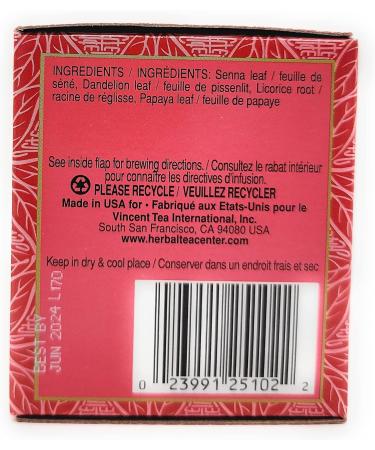 INGREDIENTS / INGRÉDIENTS: Senna leaf / feuille de
séné, Dandelion leaf / feuille de pissenlit, Licorice root /
racine de réglisse, Papaya leaf / feuille de papaye
See inside flap for brewing directions. / Consultez le rabat intérieur
pour connaître les directives d'infusion.
PLEASE RECYCLE / VEUILLEZ RECYCLER
Made in USA for • Fabriqué aux Etats-Unis pour le
Vincent Tea International, Inc.
South San Francisco, CA 94080 USA
www.herbalteacenter.com
Keep in dry & cool place / Conserver dans un endroit frais et sec
BEST BY
JUN 2024 L17D
0 23991 25102 2